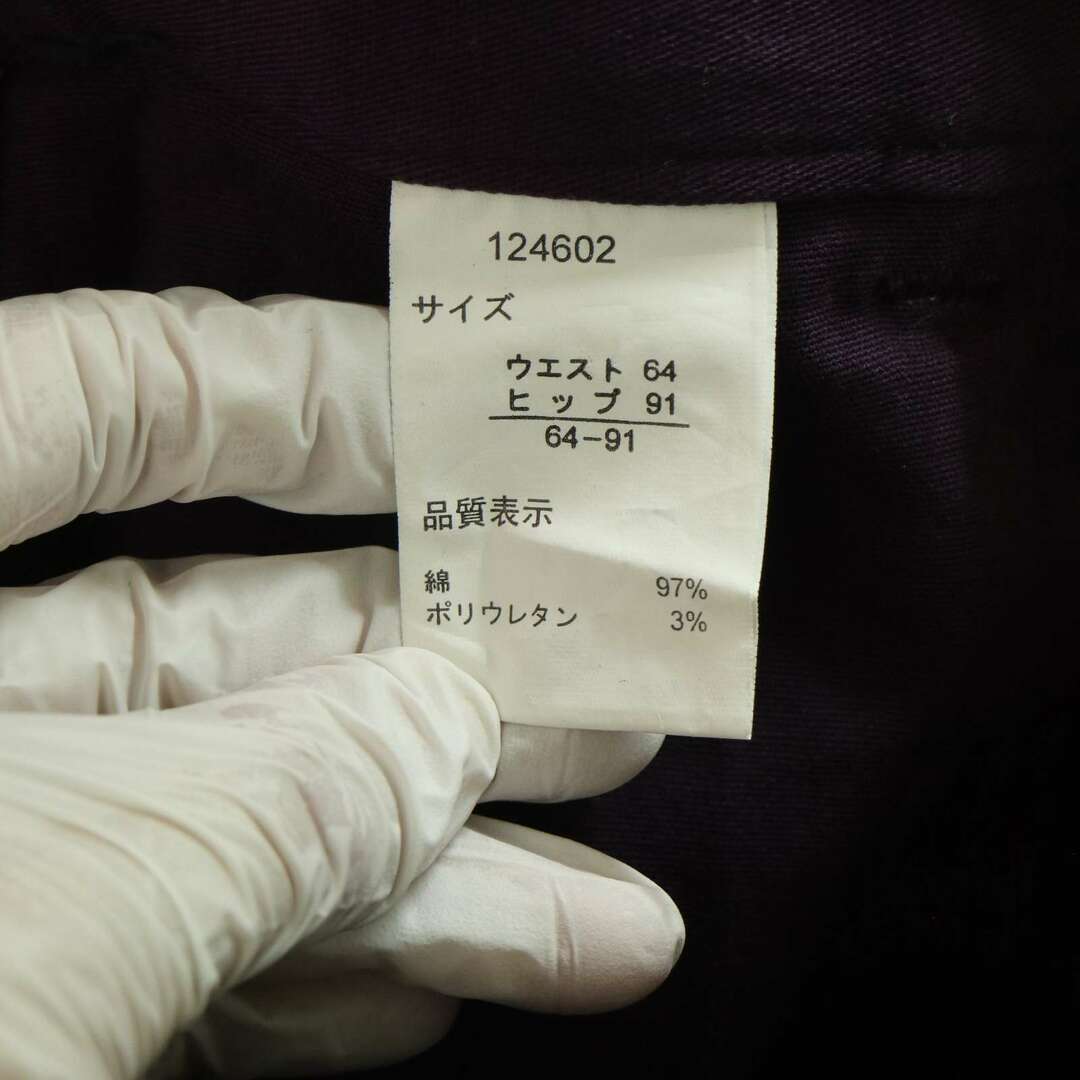 124602
サイズ
ウエスト 64
ヒップ 91
64-91
品質表示
綿 97%
ポリウレタン 3%